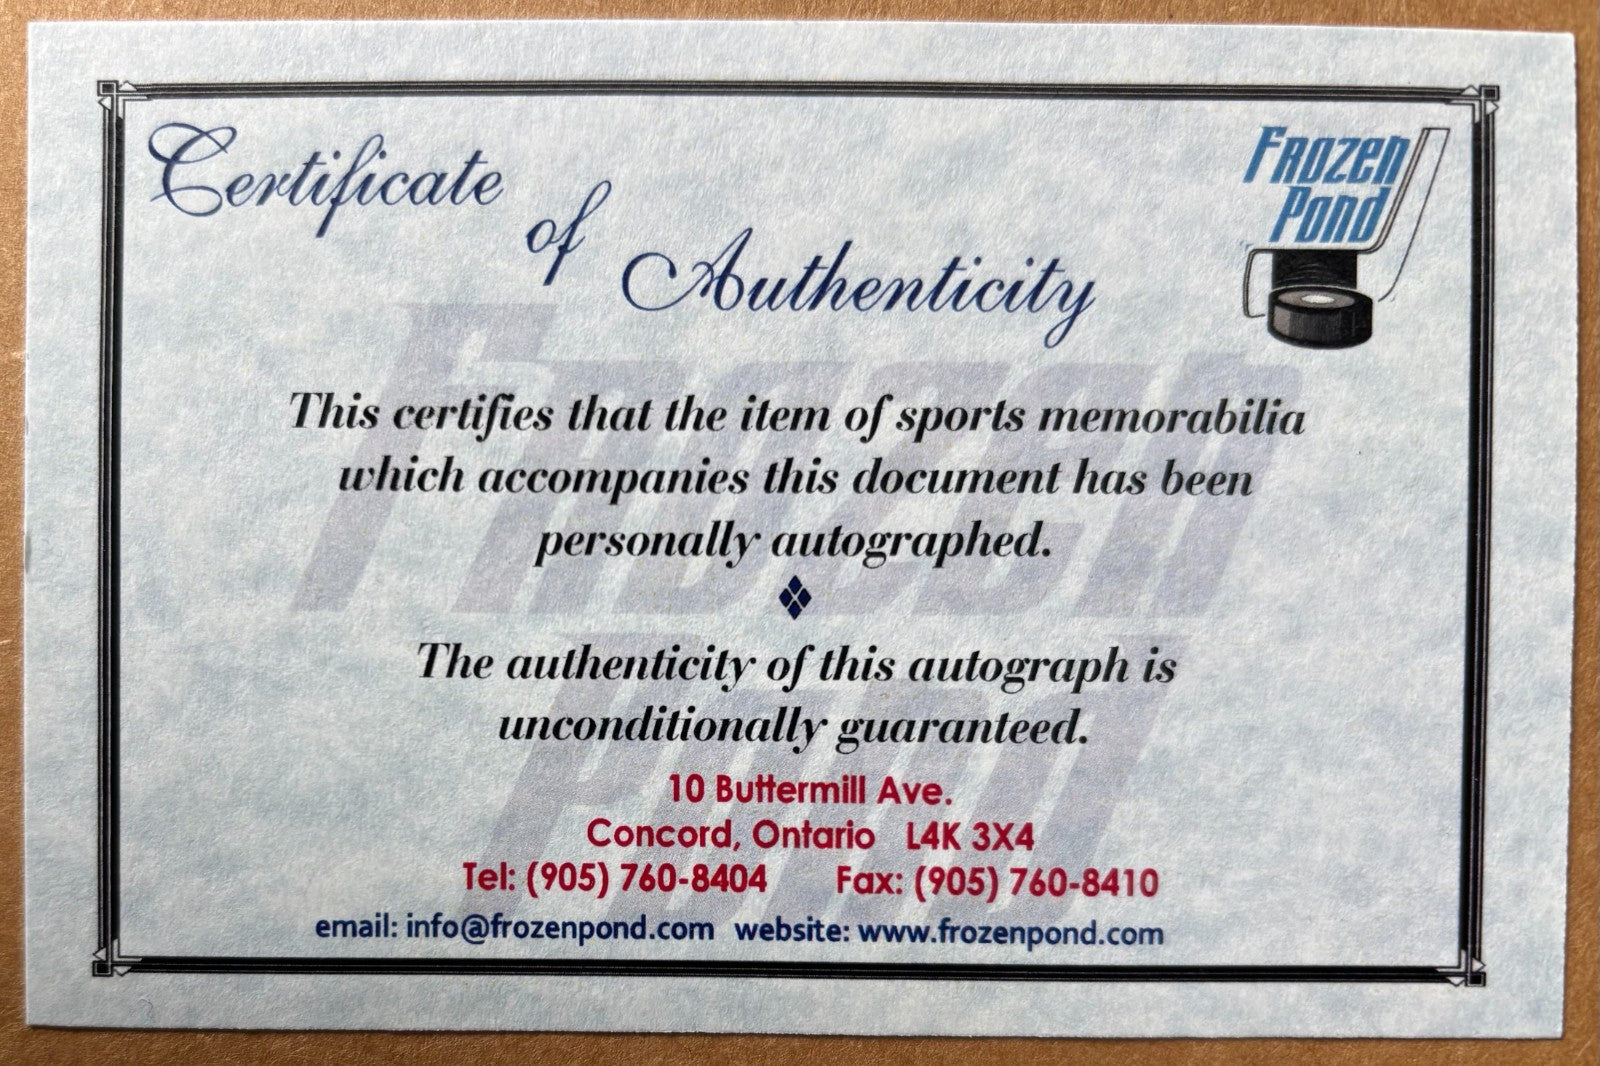 Certificate
of
Authenticity
Frozen
Pond
This certifies that the item of sports memorabilia
which accompanies this document has been
personally autographed.
The authenticity of this autograph is
unconditionally guaranteed.
10 Buttermill Ave.
Concord, Ontario L4K 3X4
Tel: (905) 760-8404 Fax: (905) 760-8410
email: info@frozenpond.com website: www.frozenpond.com
Frozen
Pond